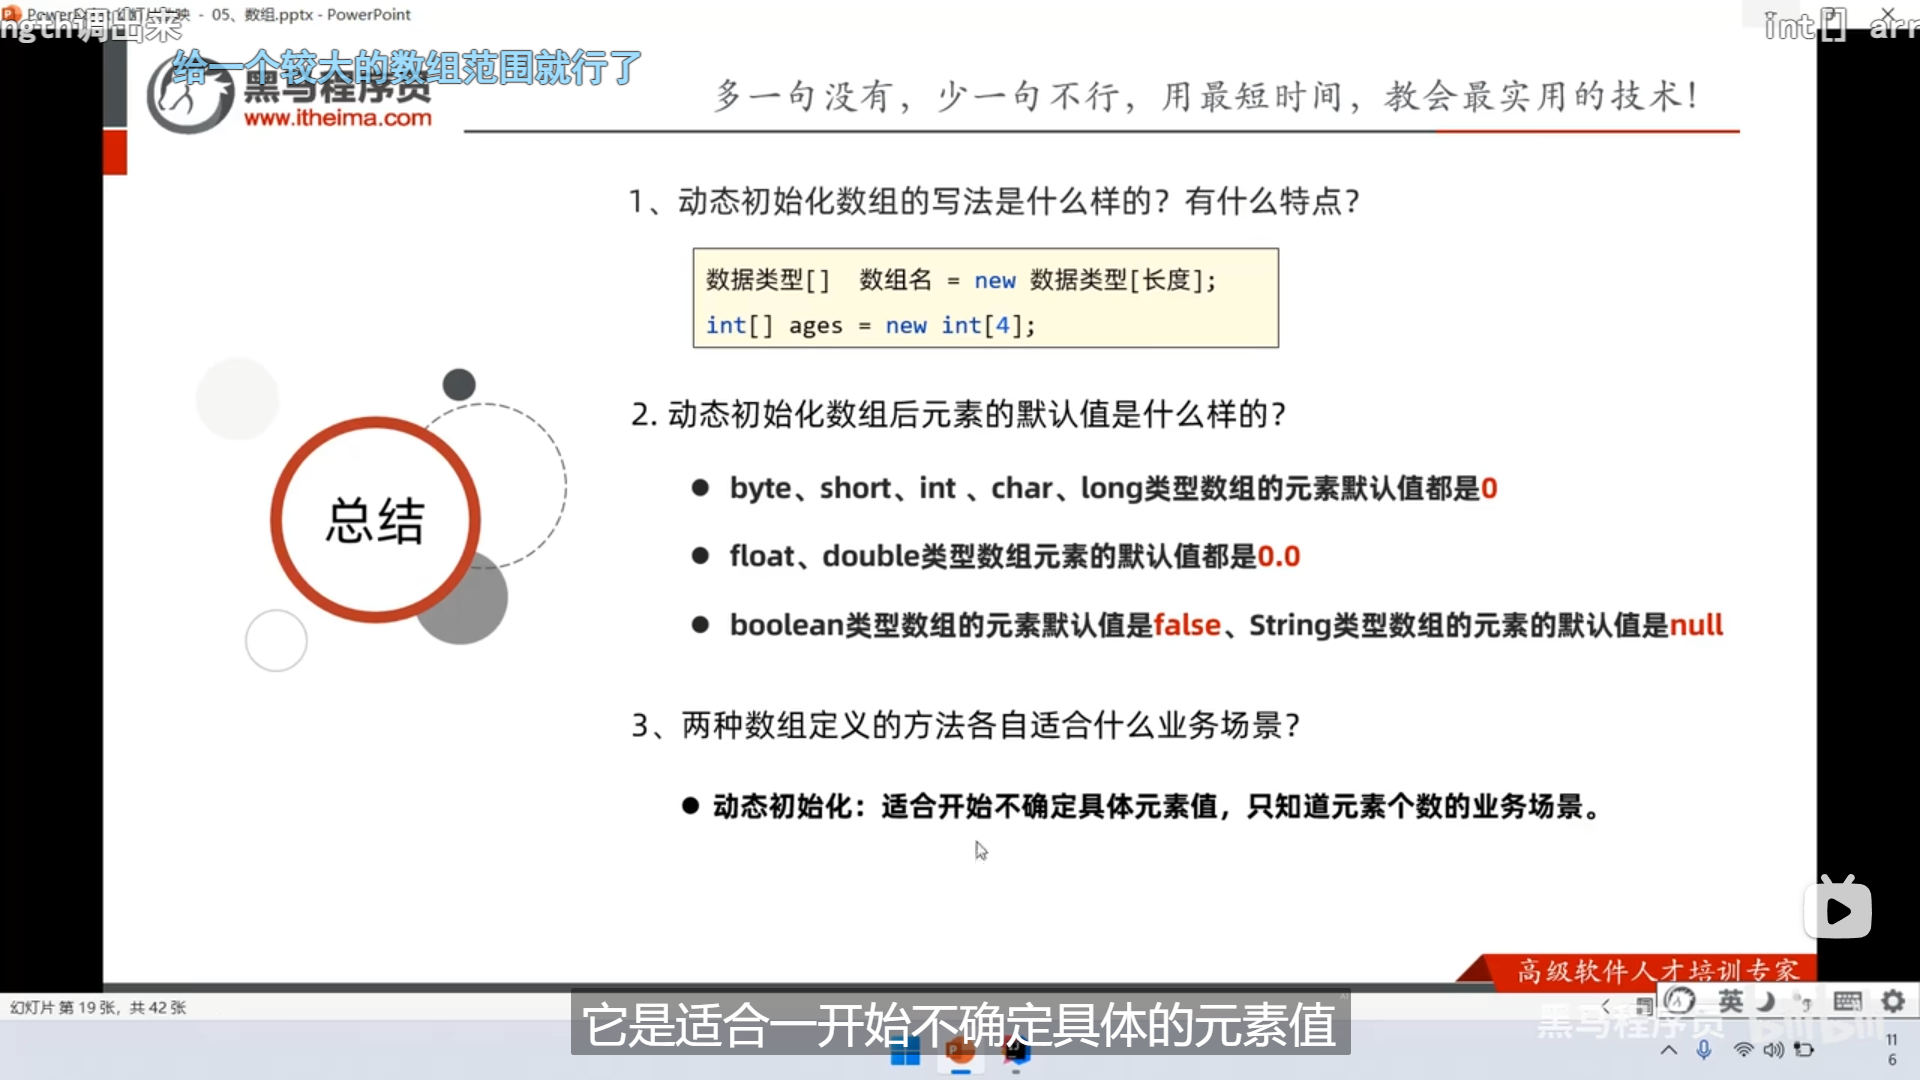 05、数组.pptx - PowerPoint
ngth调出来
int[] arr
给一个较大的数组范围就行了
黑马程序员
www.itheima.com
多一句没有，少一句不行，用最短时间，教会最实用的技术！
1、动态初始化数组的写法是什么样的？有什么特点？
数据类型[] 数组名 = new 数据类型[长度];
int[] ages = new int[4];
2. 动态初始化数组后元素的默认值是什么样的？
byte、short、int 、char、long类型数组的元素默认值都是0
float、double类型数组元素的默认值都是0.0
boolean类型数组的元素默认值是false、String类型数组的元素的默认值是null
总结
3、两种数组定义的方法各自适合什么业务场景？
动态初始化：适合开始不确定具体元素值，只知道元素个数的业务场景。
高级软件人才培训专家
幻灯片 第 19 张，共 42 张
英
它是适合一开始不确定具体的元素值
黑马程序员 bilibili
11
6